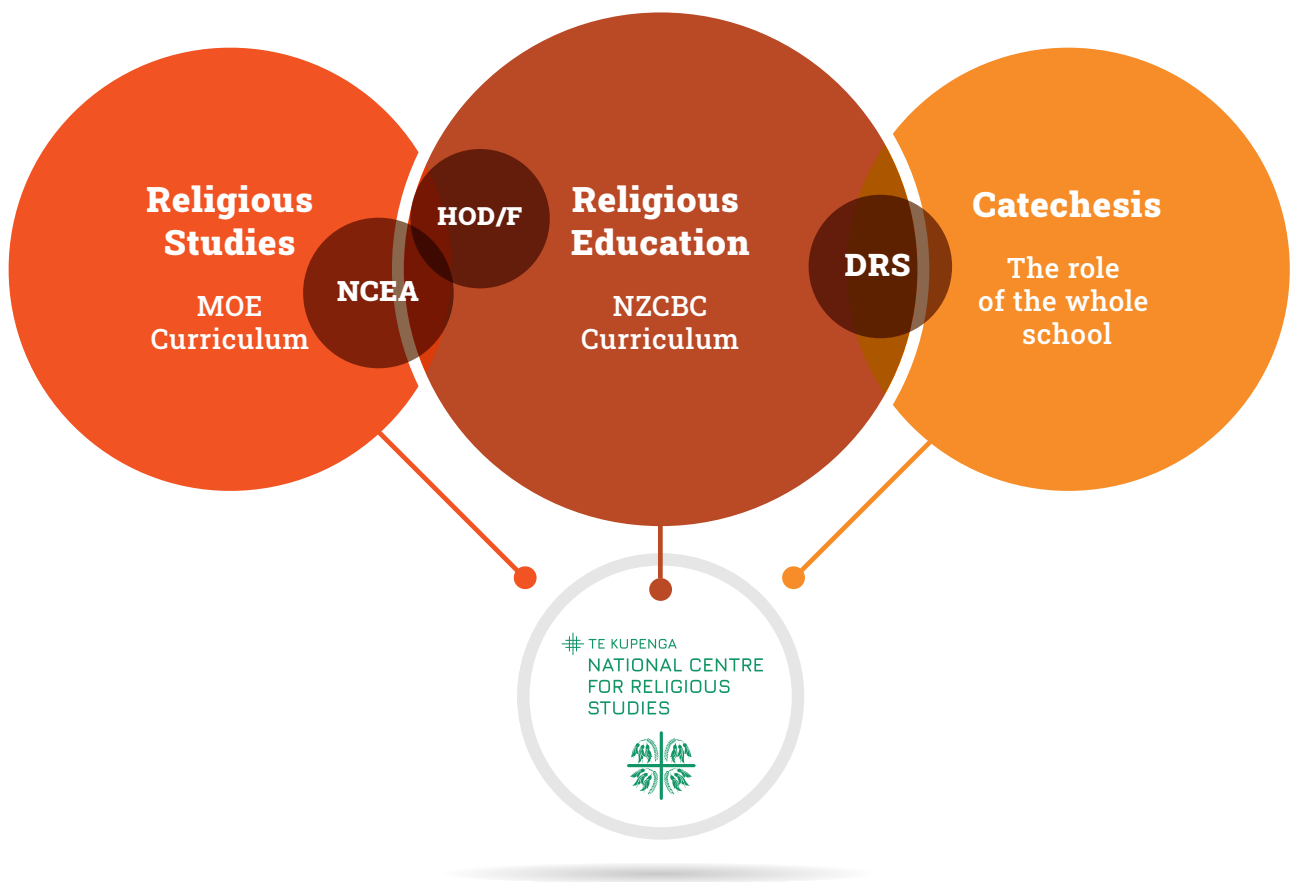 Religious
Studies
MOE
Curriculum
NCEA
HOD/F
Religious
Education
NZCBC
Curriculum
DRS
Catechesis
The role
of the whole
school
TE KUPENGA
NATIONAL CENTRE
FOR RELIGIOUS
STUDIES